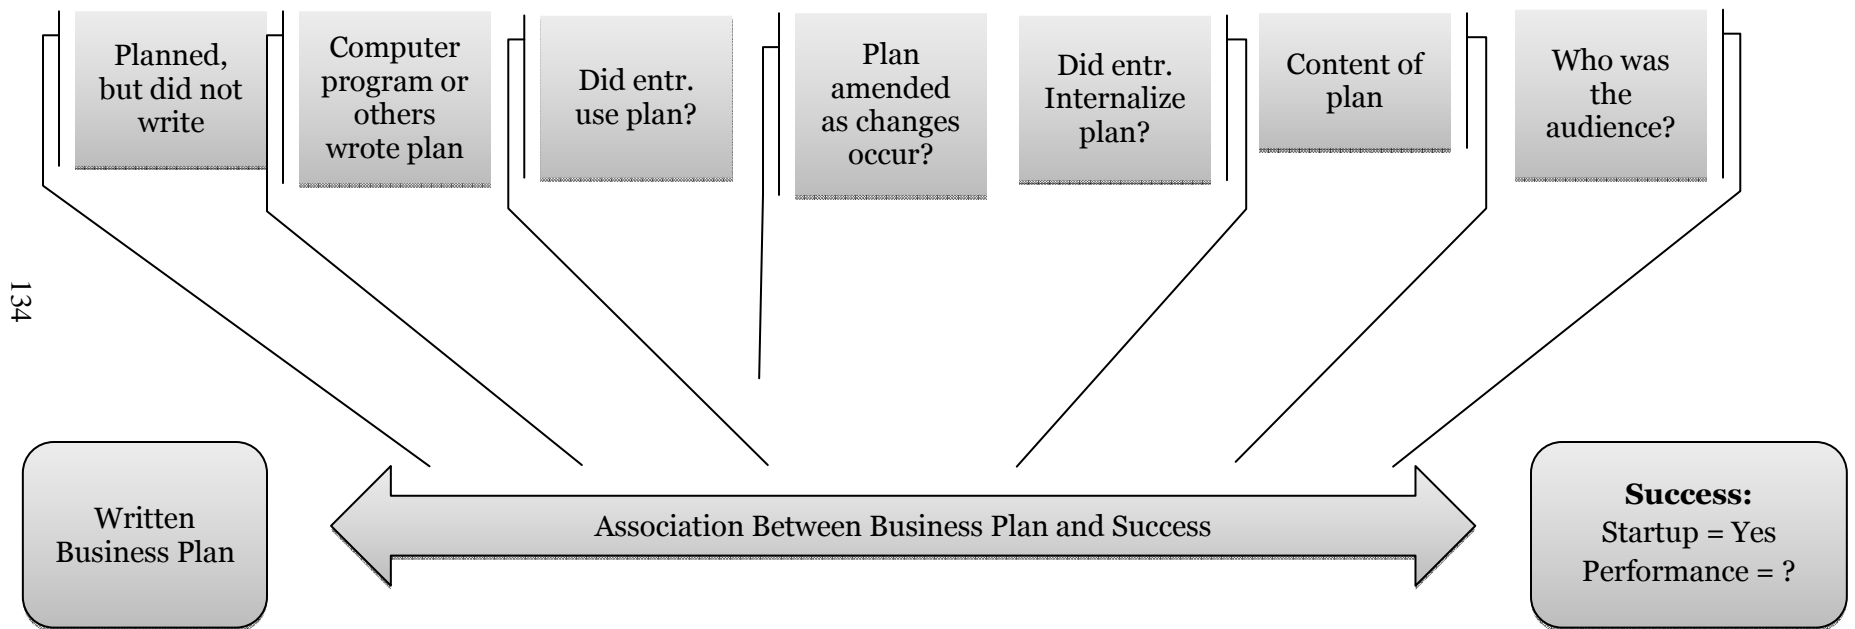 Planned,
but did not
write
Computer
program or
others
wrote plan
Did entr.
use plan?
Plan
amended
as changes
occur?
Did entr.
Internalize
plan?
Content of
plan
Who was
the
audience?
134
Written
Business Plan
Association Between Business Plan and Success
Success:
Startup = Yes
Performance = ?